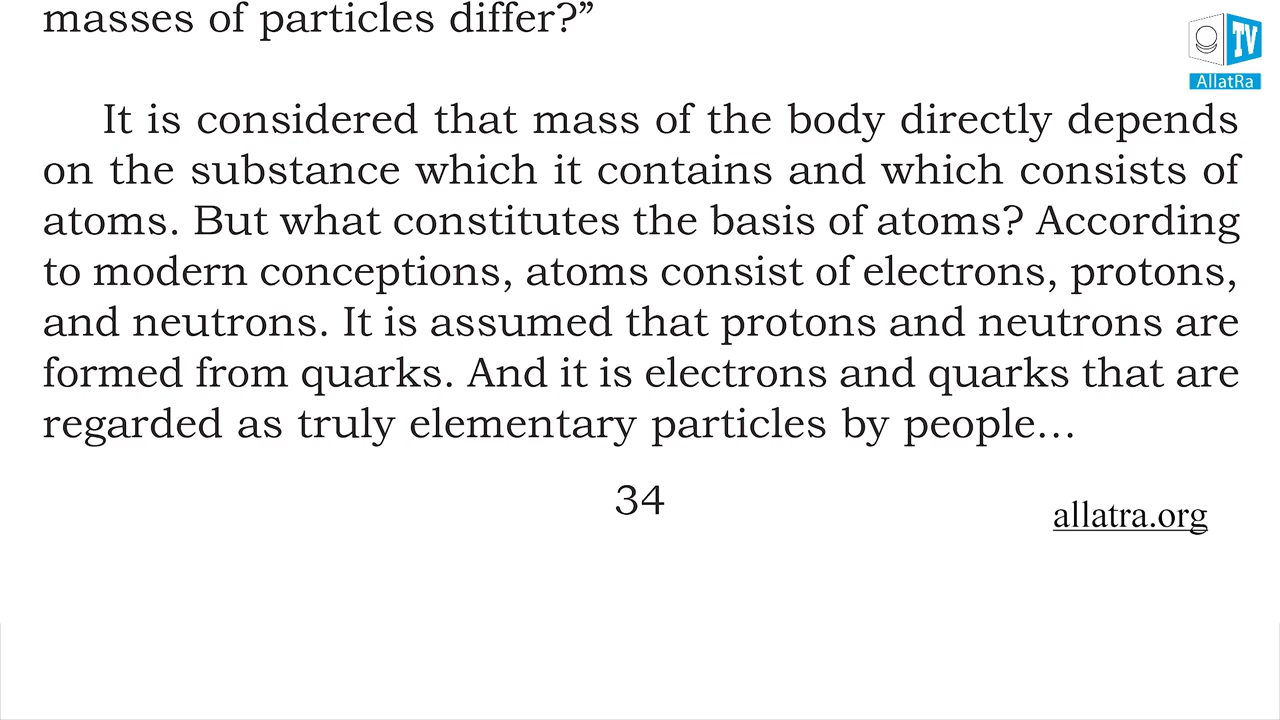 masses of particles differ?”
TV
AllatRa
It is considered that mass of the body directly depends
on the substance which it contains and which consists of
atoms. But what constitutes the basis of atoms? According
to modern conceptions, atoms consist of electrons, protons,
and neutrons. It is assumed that protons and neutrons are
formed from quarks. And it is electrons and quarks that are
regarded as truly elementary particles by people…
34
allatra.org